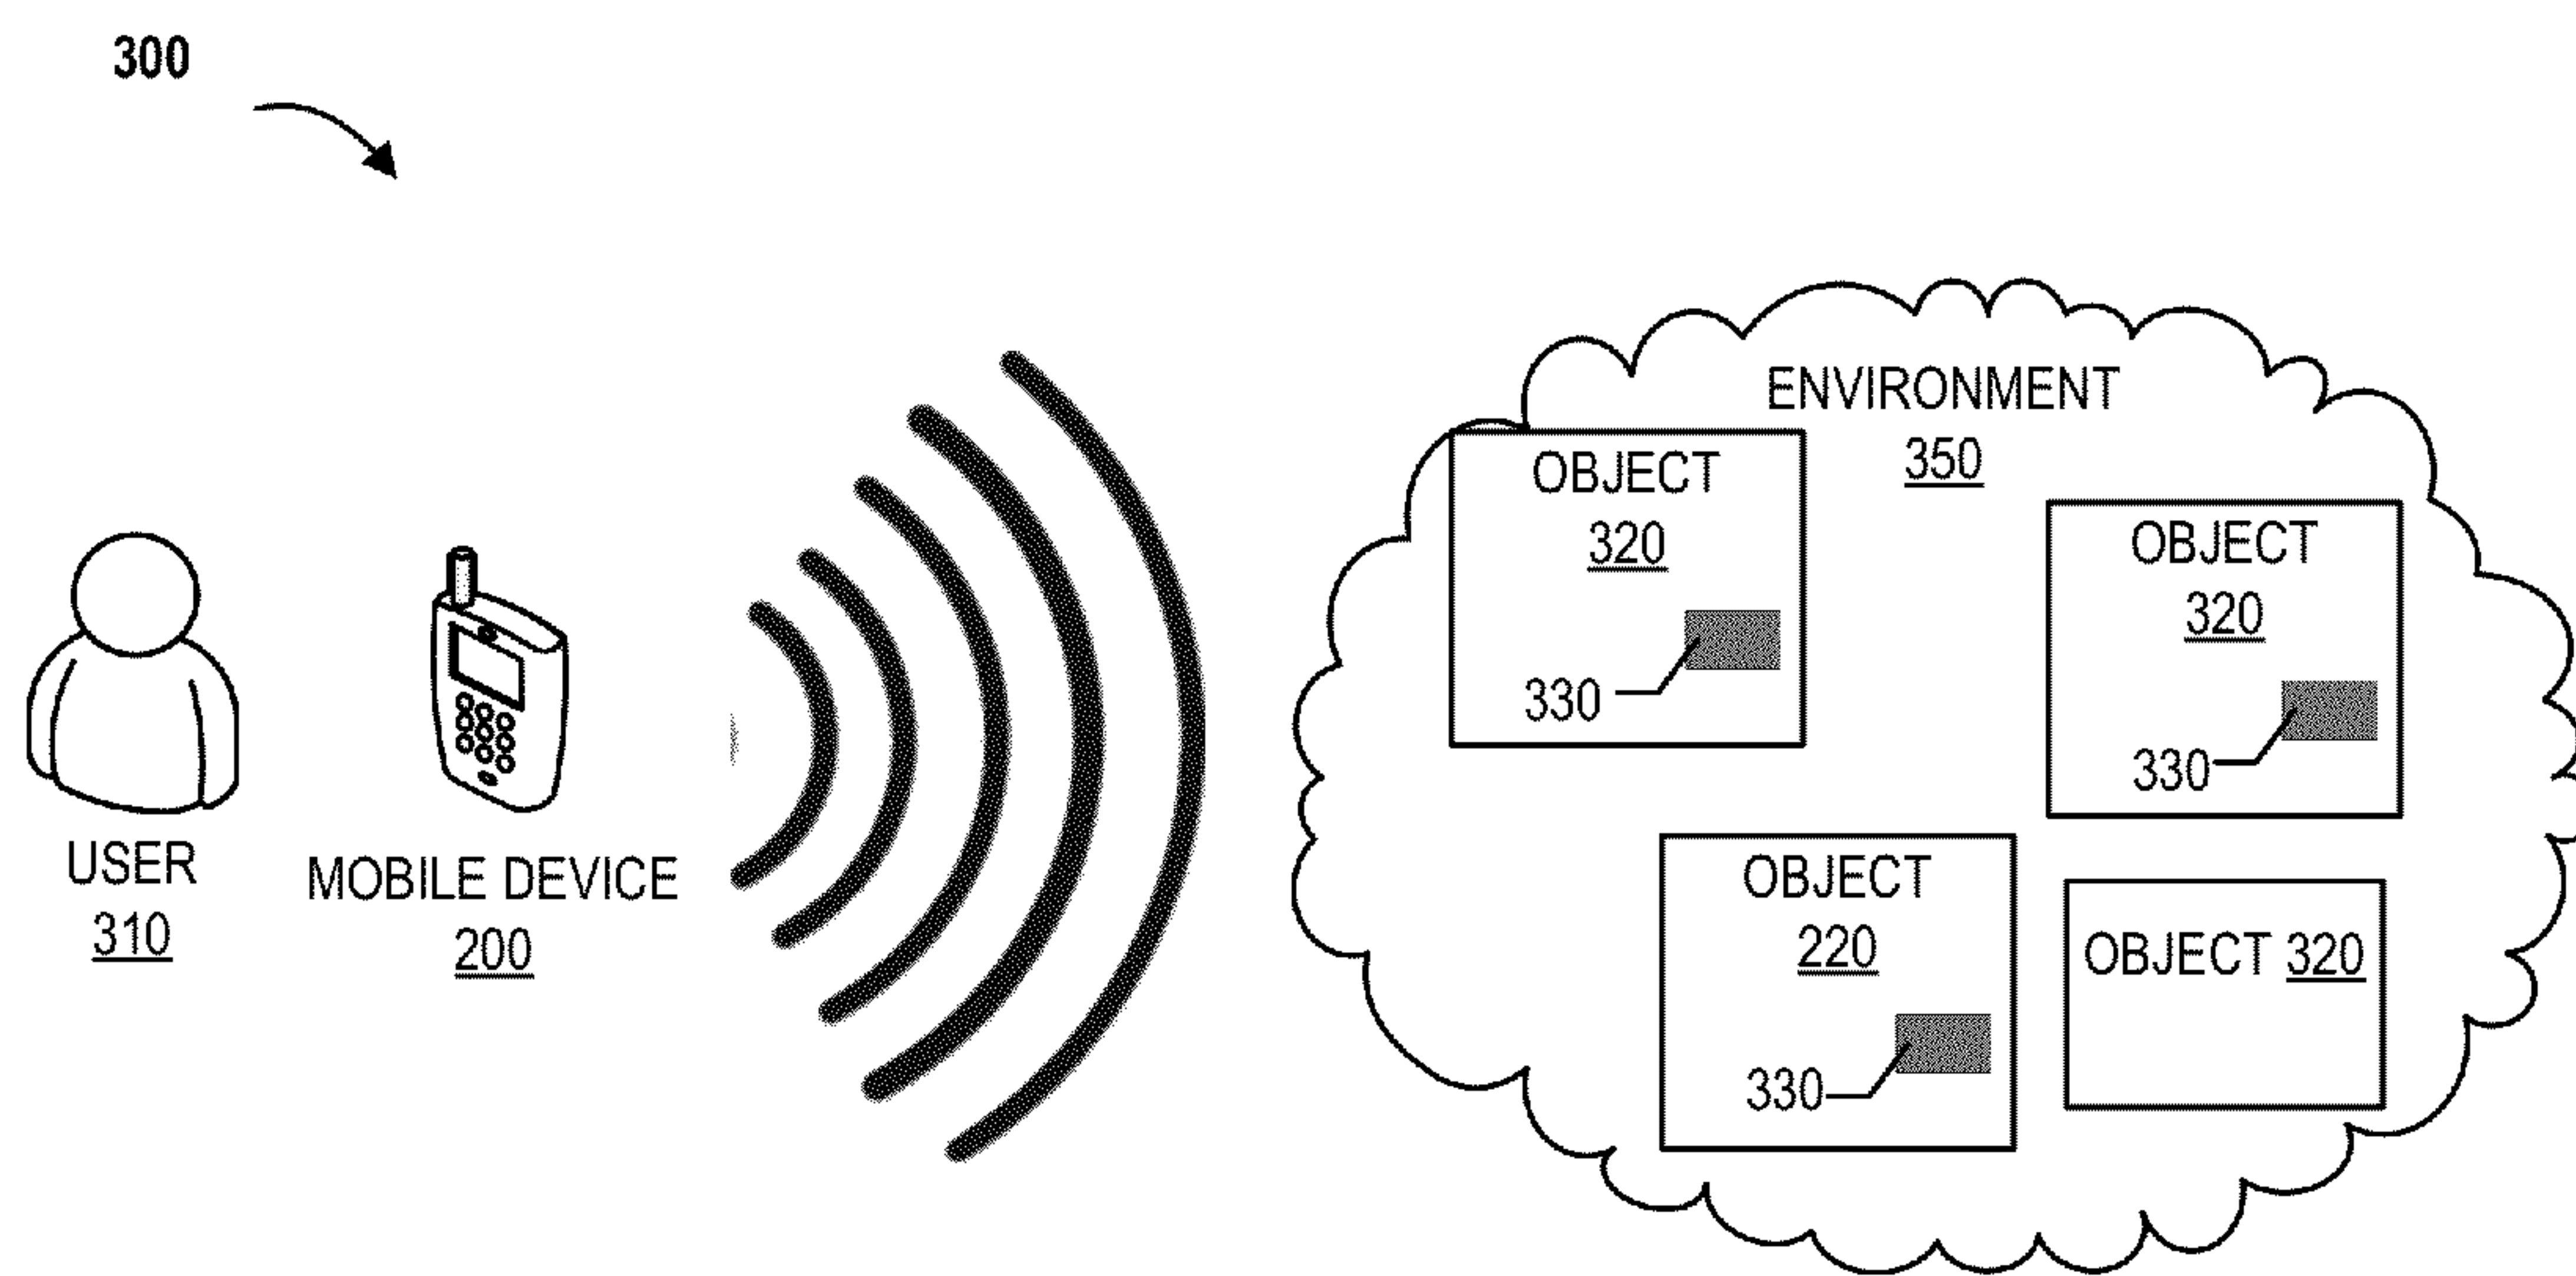 300
ENVIRONMENT
350
OBJECT
320
330
OBJECT
320
330
USER
310
MOBILE DEVICE
200
OBJECT
220
330
OBJECT 320